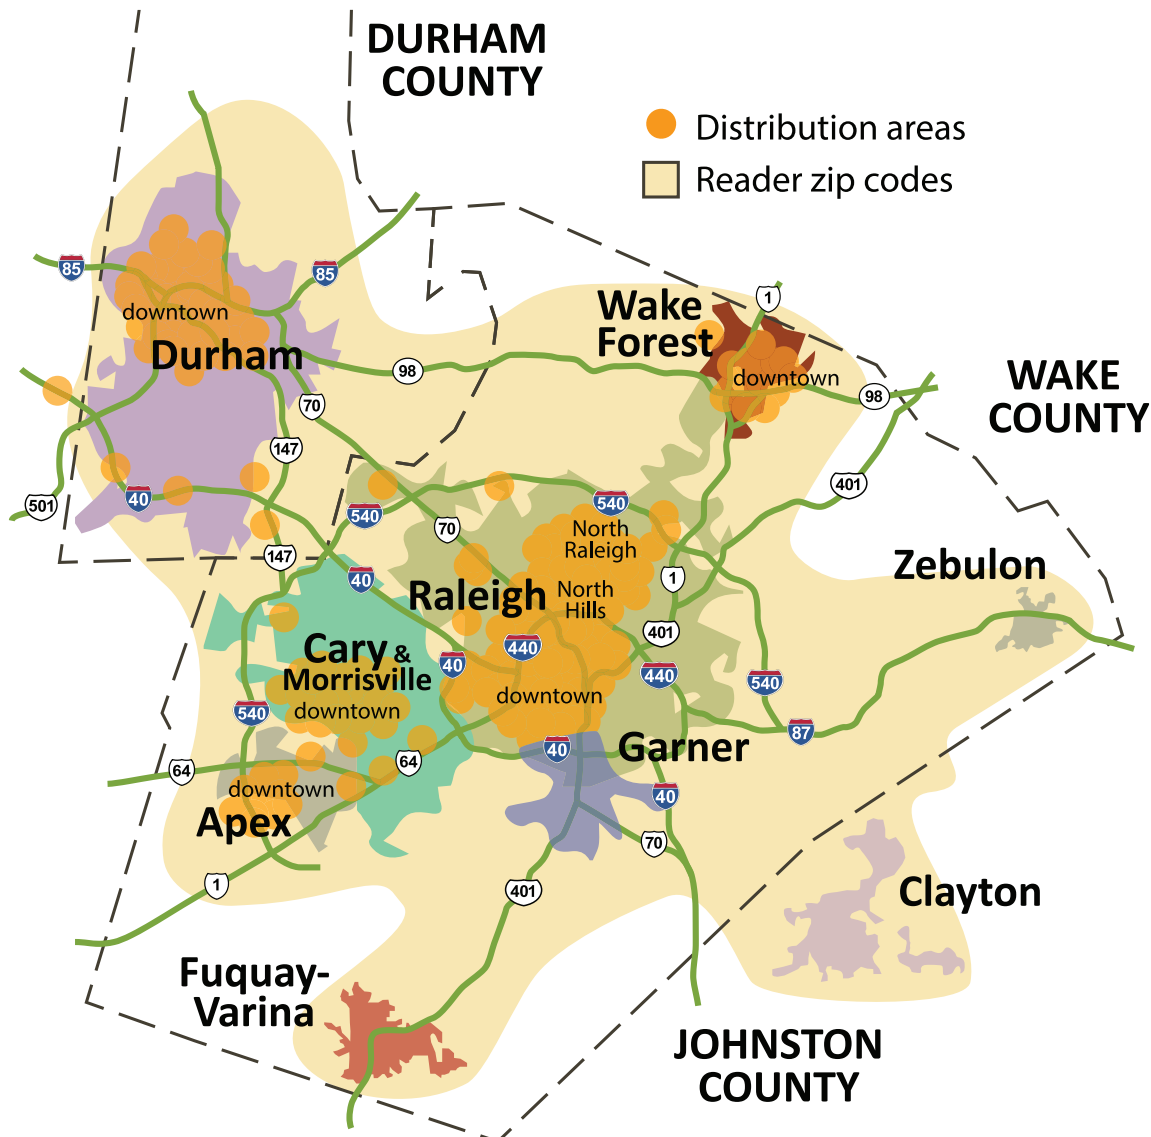 DURHAM
COUNTY
Distribution areas
Reader zip codes
85
85
1
Wake
Forest
downtown
downtown
Durham
98
98
WAKE
COUNTY
70
147
401
40
501
540
540
70
North
Raleigh
147
40
1
Zebulon
Raleigh
North
Hills
401
440
Cary &
Morrisville
40
440
540
downtown
downtown
540
87
Garner
40
64
64
downtown
40
Apex
70
1
401
Clayton
Fuquay-
Varina
JOHNSTON
COUNTY